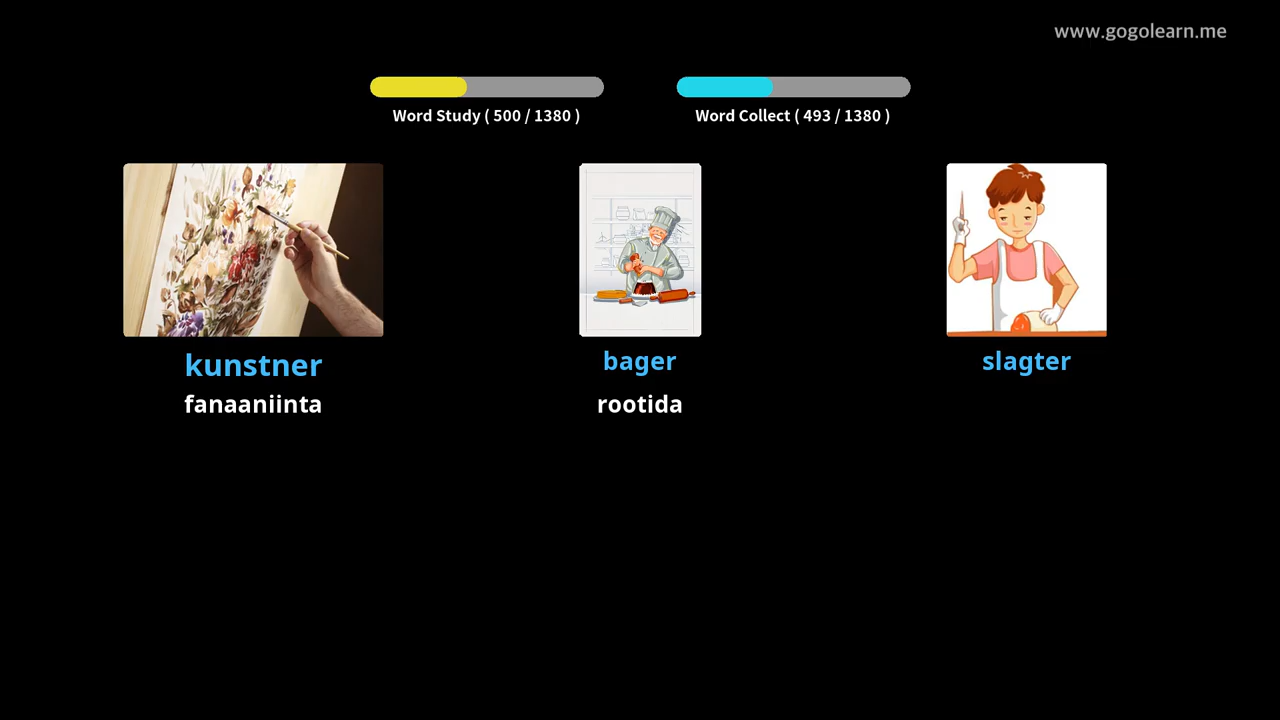 www.gogolearn.me
Word Study ( 500 / 1380 )
Word Collect ( 493 / 1380 )
kunstner
bager
slagter
fanaaniinta
rootida